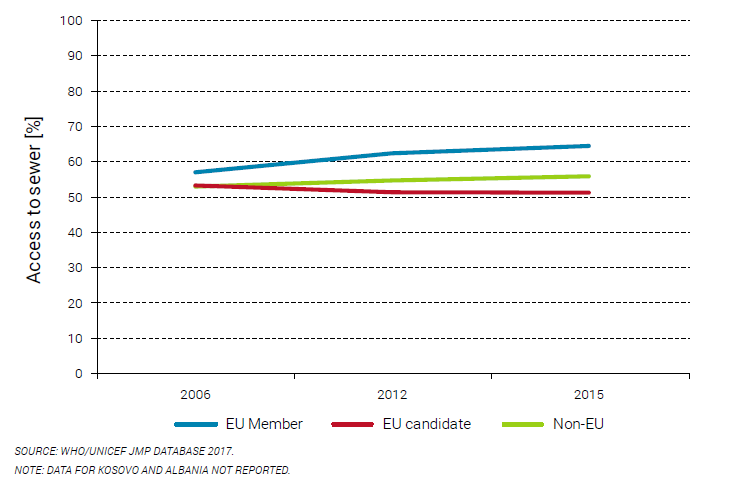 100
90
80
70
60
50
40
30
20
10
0
Access to sewer [%]
2006 2012 2015
EU Member EU candidate Non-EU
SOURCE: WHO/UNICEF JMP DATABASE 2017.
NOTE: DATA FOR KOSOVO AND ALBANIA NOT REPORTED.